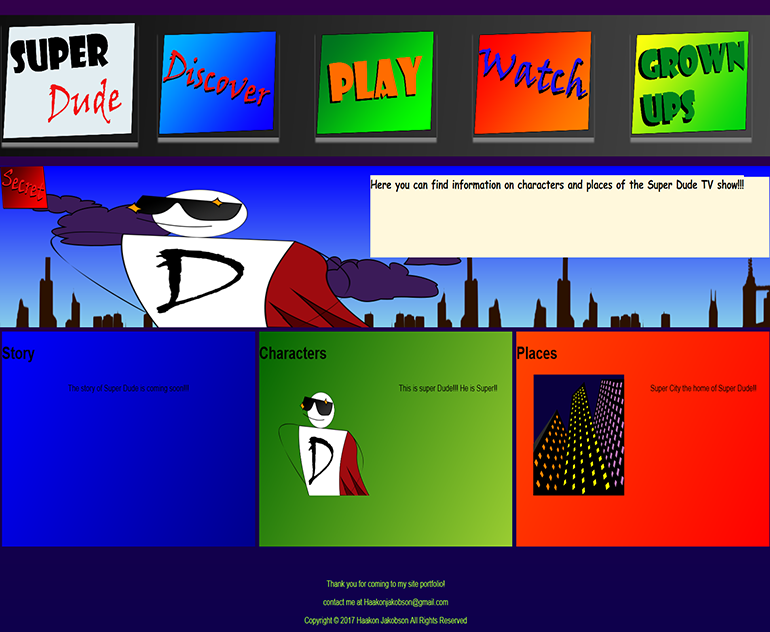 SUPER
Dude
Discover
PLAY
Watch
GROWN
UPS
Secret
Here you can find information on characters and places of the Super Dude TV show!!!
D
Story
The story of Super Dude is coming soon!!!
Characters
This is super Dude!!! He is Super!!
D
Places
Super City the home of Super Dude!!
Thank you for coming to my site portfolio!
contact me at Haakonjakobson@gmail.com
Copyright © 2017 Haakon Jakobson All Rights Reserved